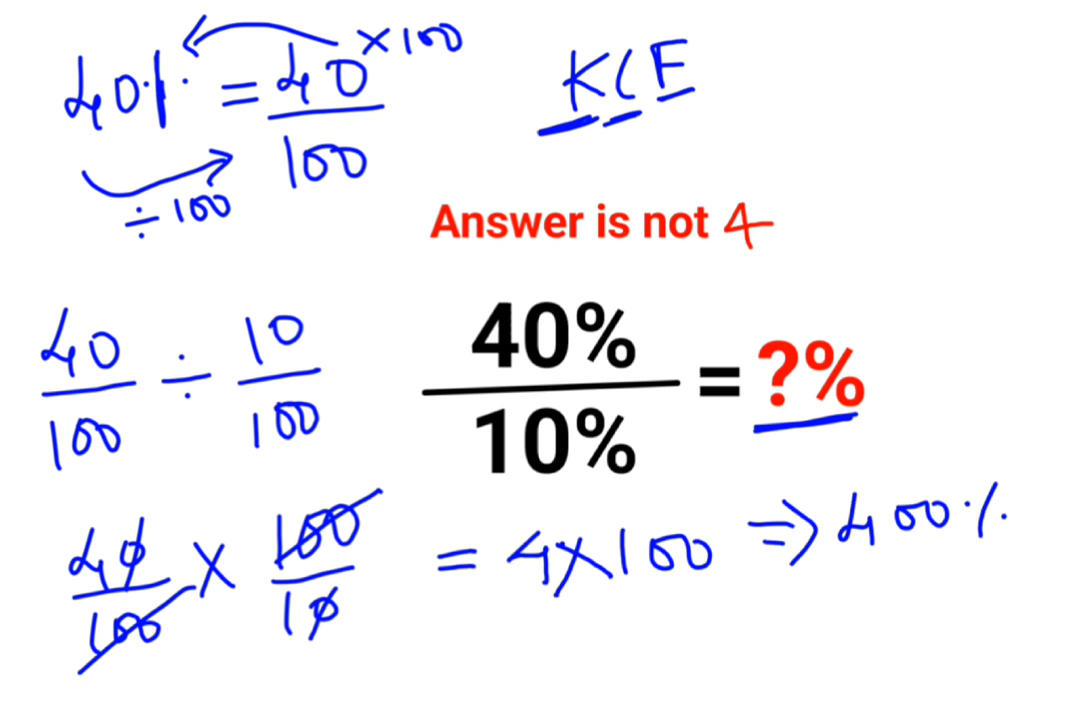 40% = 40/100 ×100
÷100
KCE
Answer is not 4
40/100 ÷ 10/100
40%/10% = ?%
40/100 × 100/10 = 4×100 ⇒ 400%